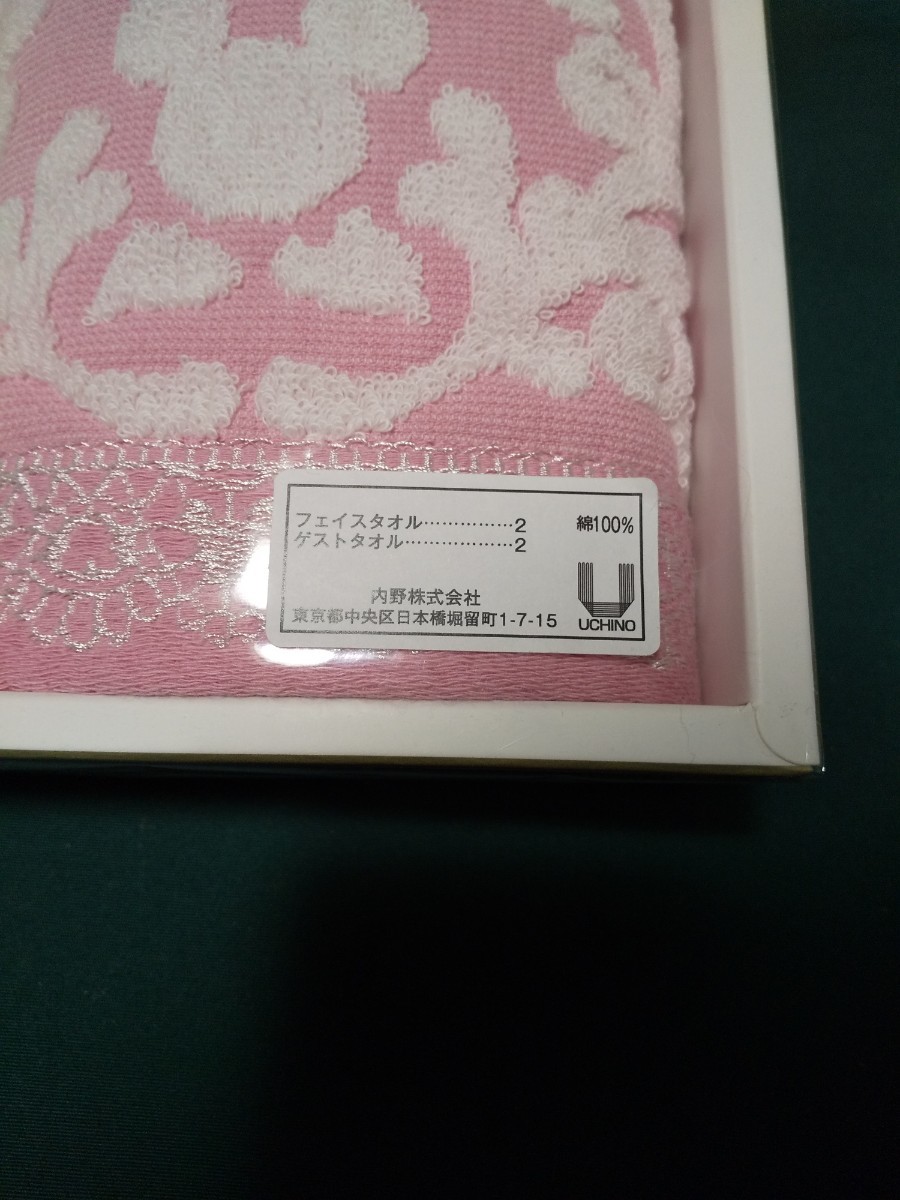 フェイスタオル……………2 綿100%
ゲストタオル………………2
内野株式会社
東京都中央区日本橋堀留町1-7-15
UCHINO